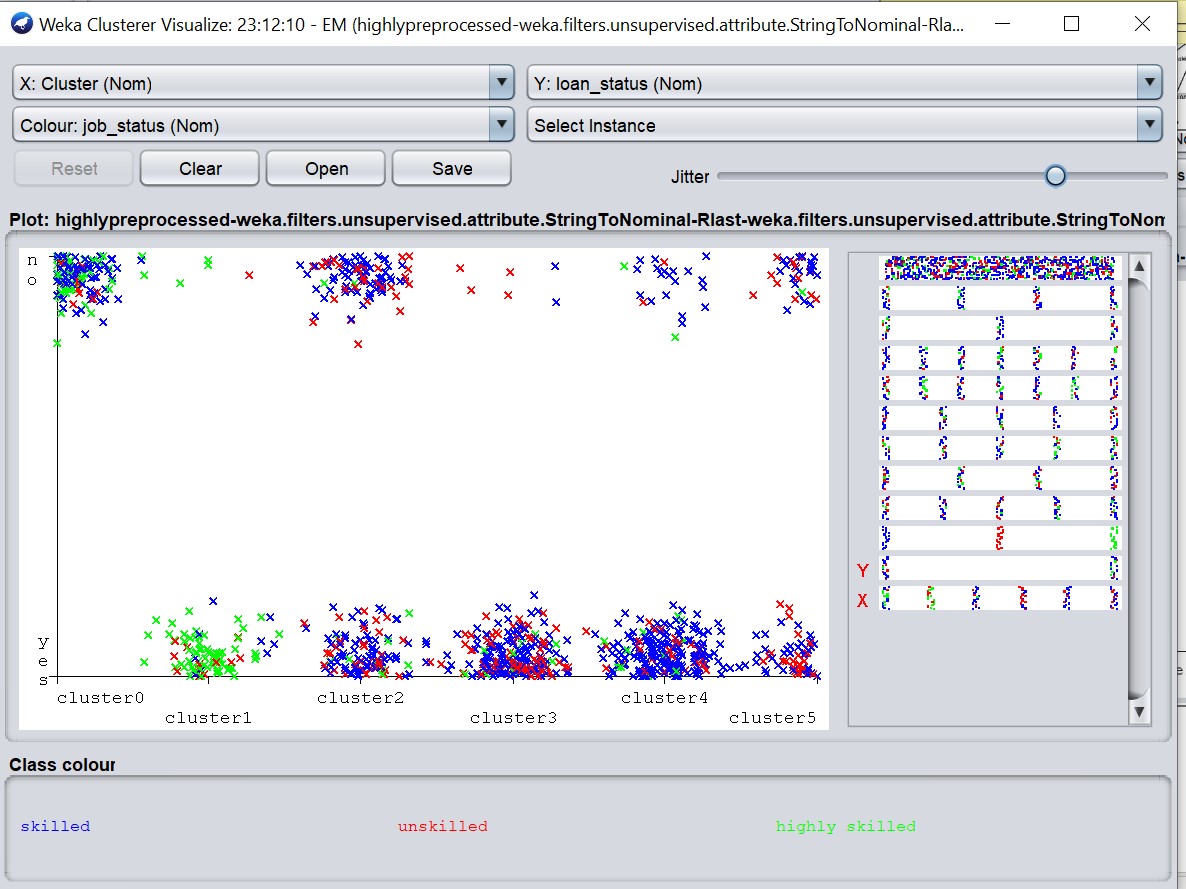 Weka Clusterer Visualize: 23:12:10 - EM (highlypreprocessed-weka.filters.unsupervised.attribute.StringToNominal-Rla...
X: Cluster (Nom)
Y: loan_status (Nom)
Colour: job_status (Nom)
Select Instance
Reset
Clear
Open
Save
Jitter
Plot: highlypreprocessed-weka.filters.unsupervised.attribute.StringToNominal-Rlast-weka.filters.unsupervised.attribute.StringToNom
n
o
Y
X
y
e
s
cluster0
cluster2
cluster4
cluster1
cluster3
cluster5
Class colour
skilled
unskilled
highly skilled